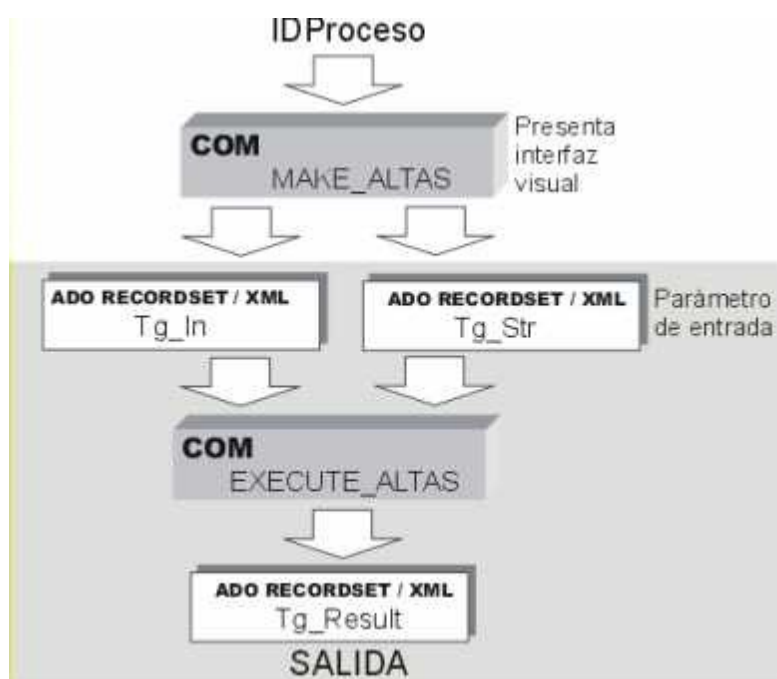 IDProceso
COM
MAKE_ALTAS
Presenta
interfaz
visual
ADO RECORDSET / XML
Tg_In
ADO RECORDSET / XML
Tg_Str
Parámetro
de entrada
COM
EXECUTE_ALTAS
ADO RECORDSET / XML
Tg_Result
SALIDA